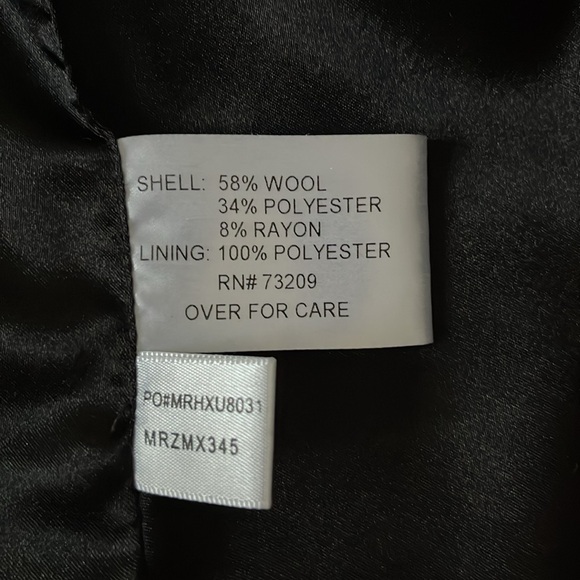 SHELL: 58% WOOL
34% POLYESTER
8% RAYON
LINING: 100% POLYESTER
RN# 73209
OVER FOR CARE
PO#MRHXU8031
MRZMX345